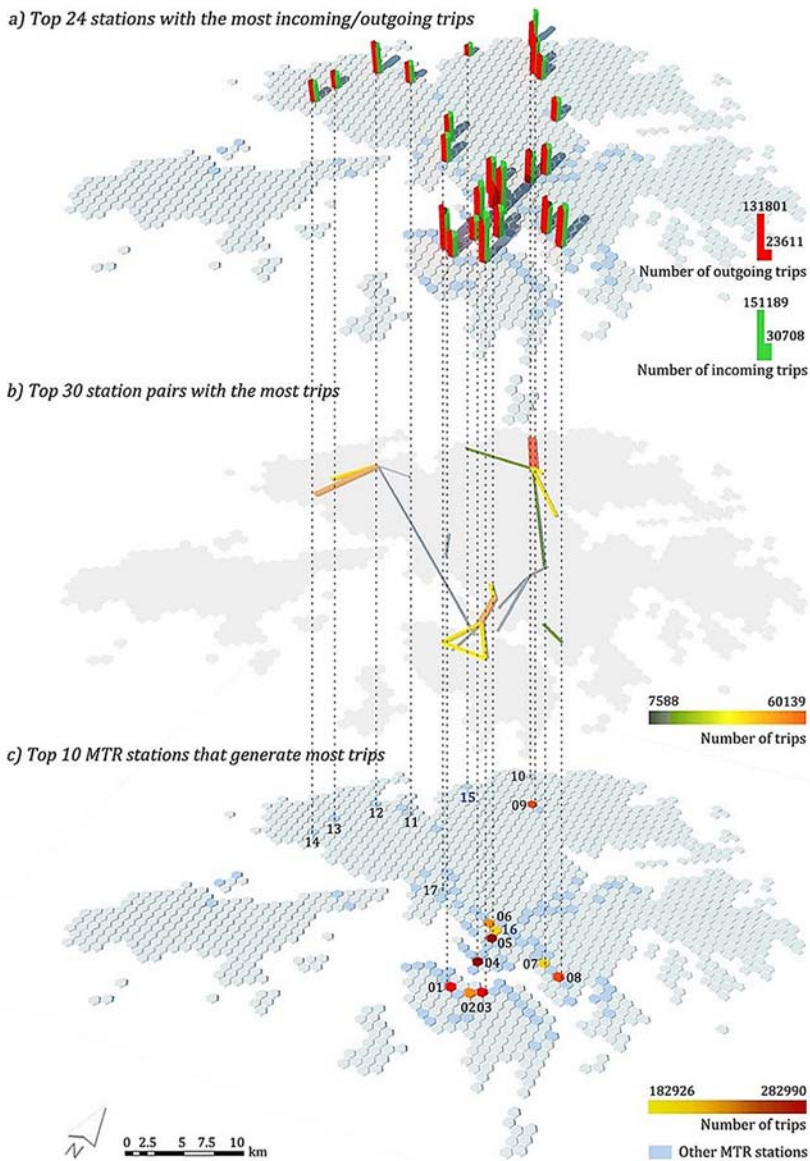 a) Top 24 stations with the most incoming/outgoing trips
131801
23611
Number of outgoing trips
151189
30708
Number of incoming trips
b) Top 30 station pairs with the most trips
7588 60139
Number of trips
c) Top 10 MTR stations that generate most trips
10
15
09
12
11
13
14
17
06
16
05
04
07
08
01
0203
182926 282990
Number of trips
Other MTR stations
N
0 2.5 5 7.5 10 km